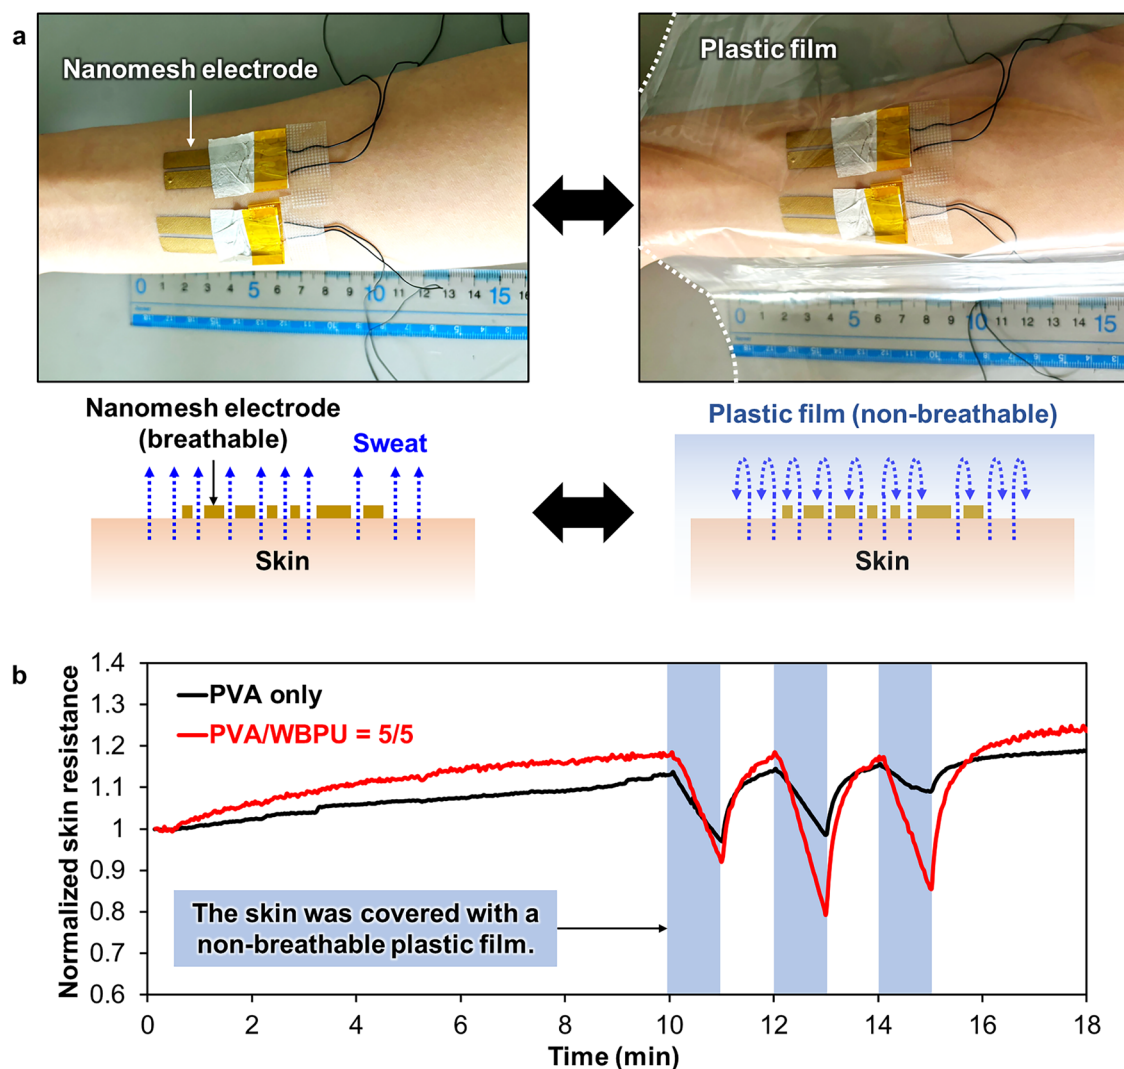 a
Nanomesh electrode
Plastic film
0 1 2 3 4 5 6 7 8 9 10 11 12 13 14 15 16
0 1 2 3 4 5 6 7 8 9 10 11 12 13 14 15
Nanomesh electrode
(breathable)
Sweat
Skin
Plastic film (non-breathable)
Skin
b
Normalized skin resistance
1.4
1.3
1.2
1.1
1
0.9
0.8
0.7
0.6
PVA only
PVA/WBPU = 5/5
The skin was covered with a
non-breathable plastic film.
0 2 4 6 8 10 12 14 16 18
Time (min)